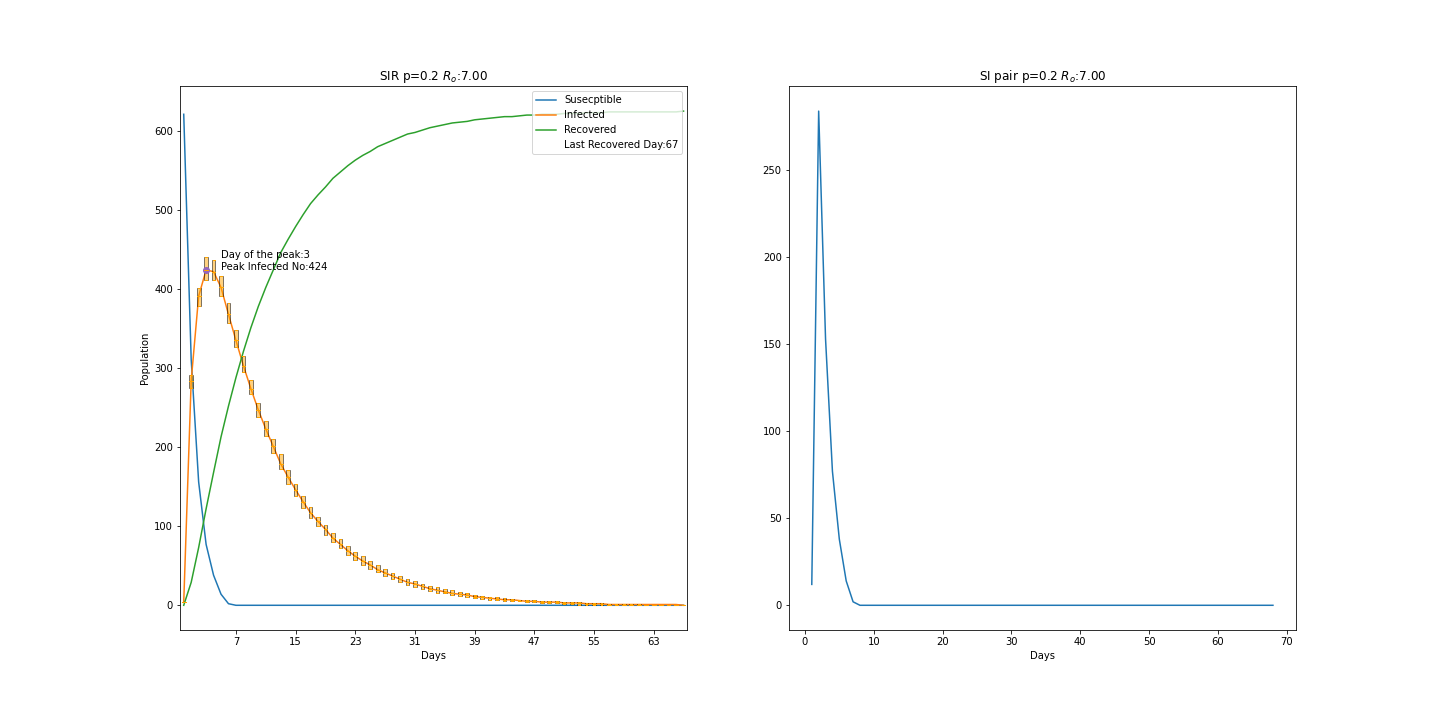 SIR p=0.2 Rₒ:7.00
Susecptible
Infected
Recovered
Last Recovered Day:67
Day of the peak:3
Peak Infected No:424
600
500
400
300
200
100
0
Population
7 15 23 31 39 47 55 63
Days
SI pair p=0.2 Rₒ:7.00
250
200
150
100
50
0
0 10 20 30 40 50 60 70
Days